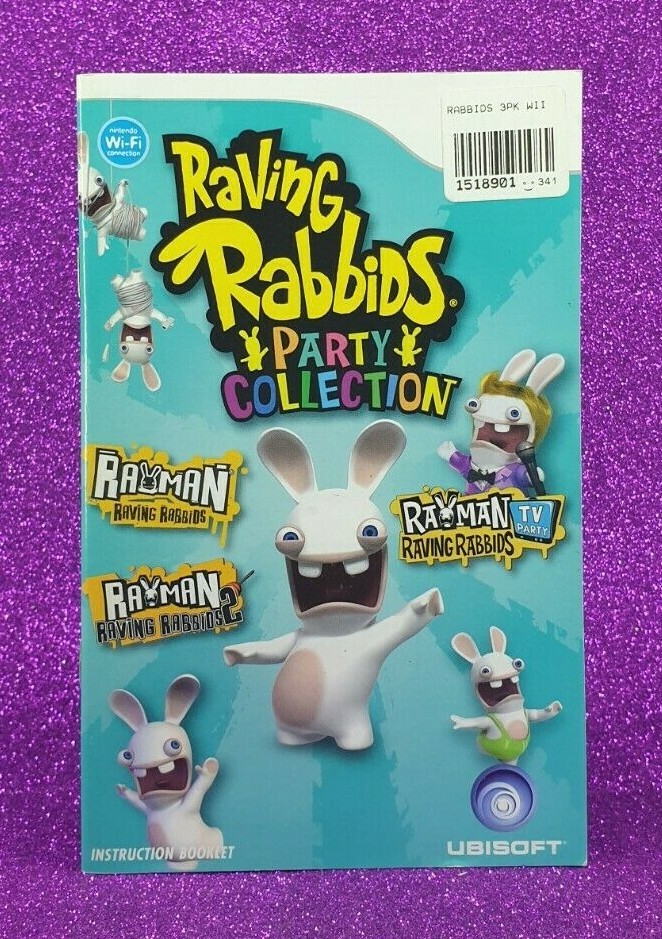 RABBIDS 3PK WII
1518901 341
nintendo
Wi-Fi
connection
Raving
Rabbids
PARTY
COLLECTION
RAYMAN
RAVING RABBIDS
RAYMAN TV
PARTY
RAVING RABBIDS
RAYMAN
RAVING RABBIDS 2
INSTRUCTION BOOKLET
UBISOFT